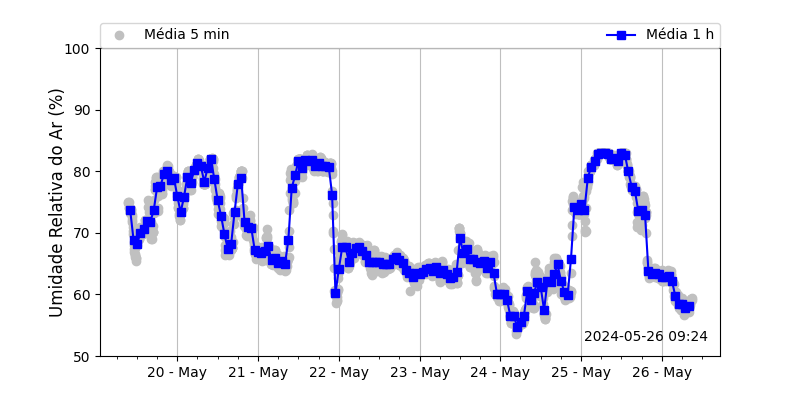 Média 5 min
Média 1 h
Umidade Relativa do Ar (%)
100
90
80
70
60
50
2024-05-26 09:24
20 - May
21 - May
22 - May
23 - May
24 - May
25 - May
26 - May